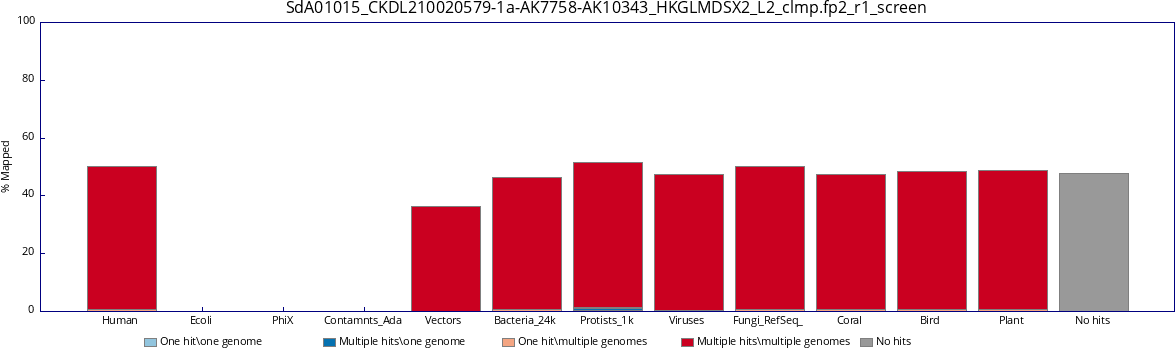 SdA01015_CKDL210020579-1a-AK7758-AK10343_HKGLMDSX2_L2_clmp.fp2_r1_screen
100
80
60
40
20
0
% Mapped
Human Ecoli PhiX Contamnts_Ada Vectors Bacteria_24k Protists_1k Viruses Fungi_RefSeq_ Coral Bird Plant No hits
One hit\one genome Multiple hits\one genome One hit\multiple genomes Multiple hits\multiple genomes No hits